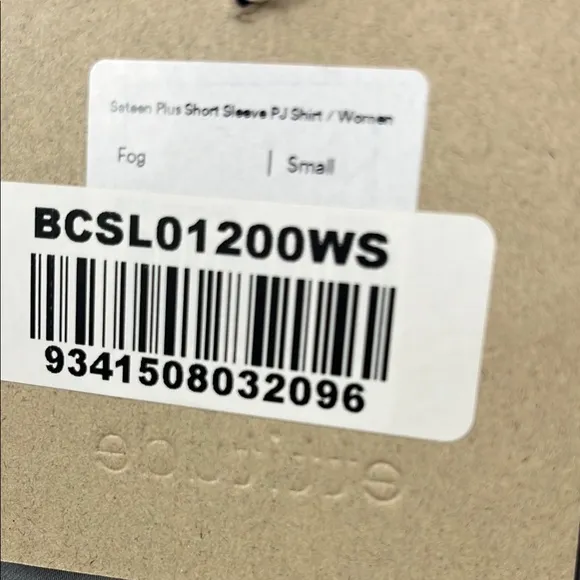 Sateen Plus Short Sleeve PJ Shirt / Women
Fog | Small
BCSL01200WS
9341508032096